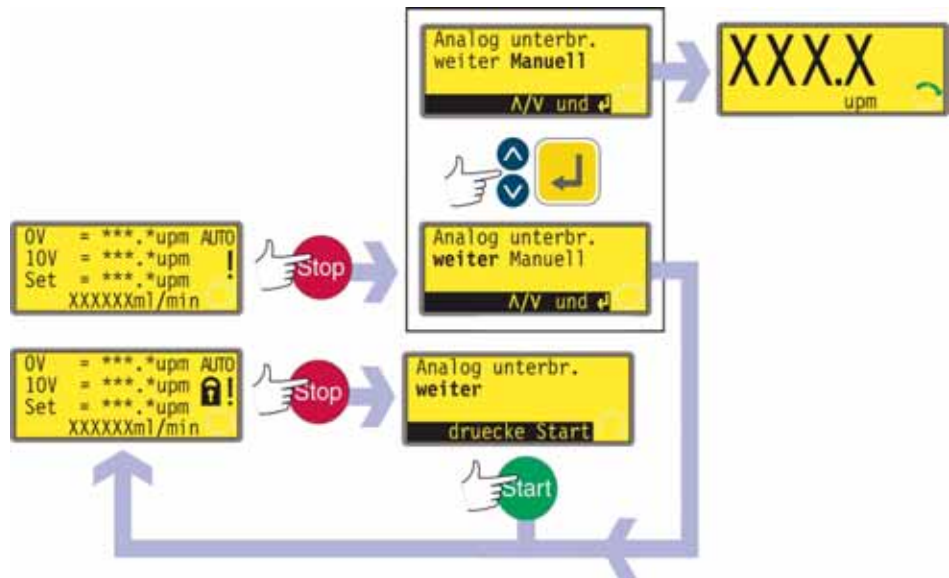 Analog unterbr.
weiter Manuell
Λ/V und ↲
XXX.X
upm
0V = ***.*upm AUTO
10V = ***.*upm !
Set = ***.*upm
XXXXXXml/min
Stop
Analog unterbr.
weiter Manuell
Λ/V und ↲
0V = ***.*upm AUTO
10V = ***.*upm !
Set = ***.*upm
XXXXXXml/min
Stop
Analog unterbr.
weiter
druecke Start
Start